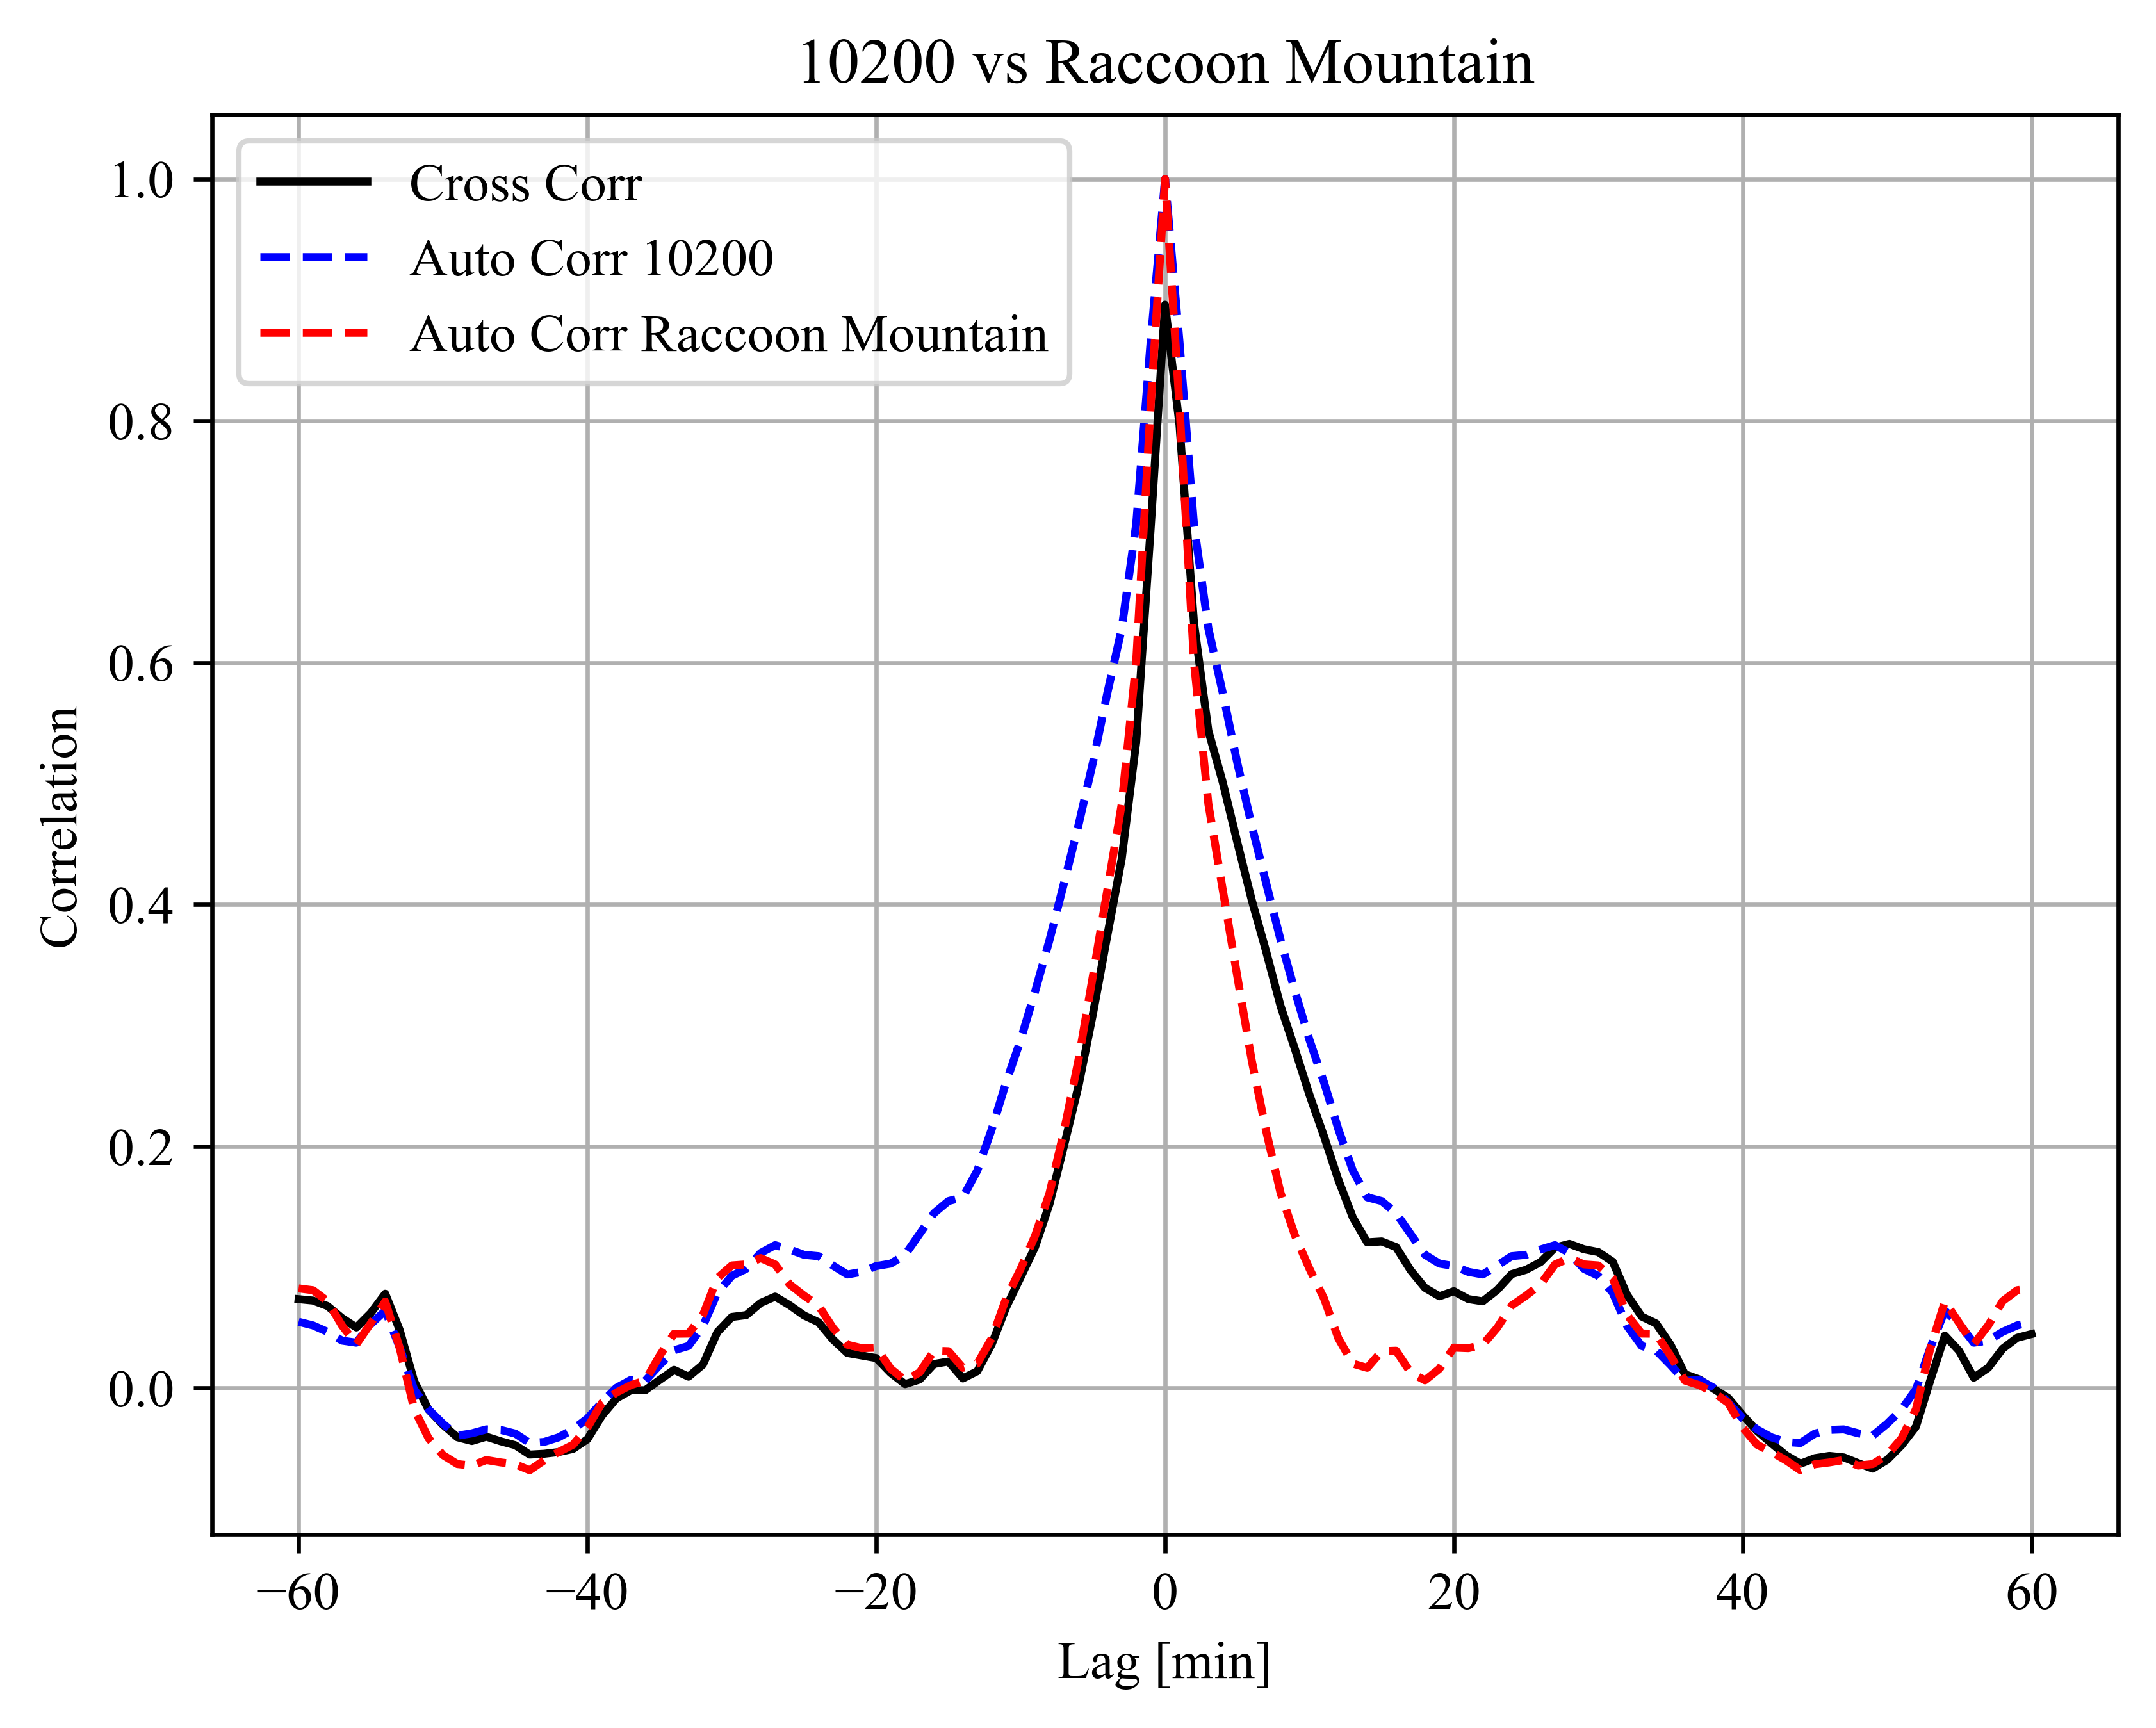 10200 vs Raccoon Mountain
Cross Corr
Auto Corr 10200
Auto Corr Raccoon Mountain
1.0
0.8
0.6
0.4
0.2
0.0
Correlation
−60 −40 −20 0 20 40 60
Lag [min]